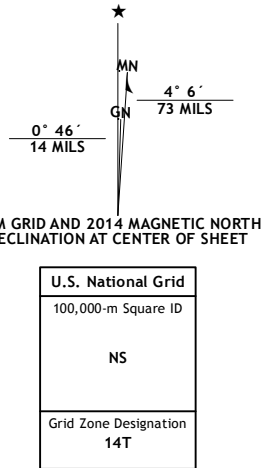 ★
MN
4° 6´
73 MILS
GN
0° 46´
14 MILS
M GRID AND 2014 MAGNETIC NORTH
ECLINATION AT CENTER OF SHEET
U.S. National Grid
100,000-m Square ID
NS
Grid Zone Designation
14T